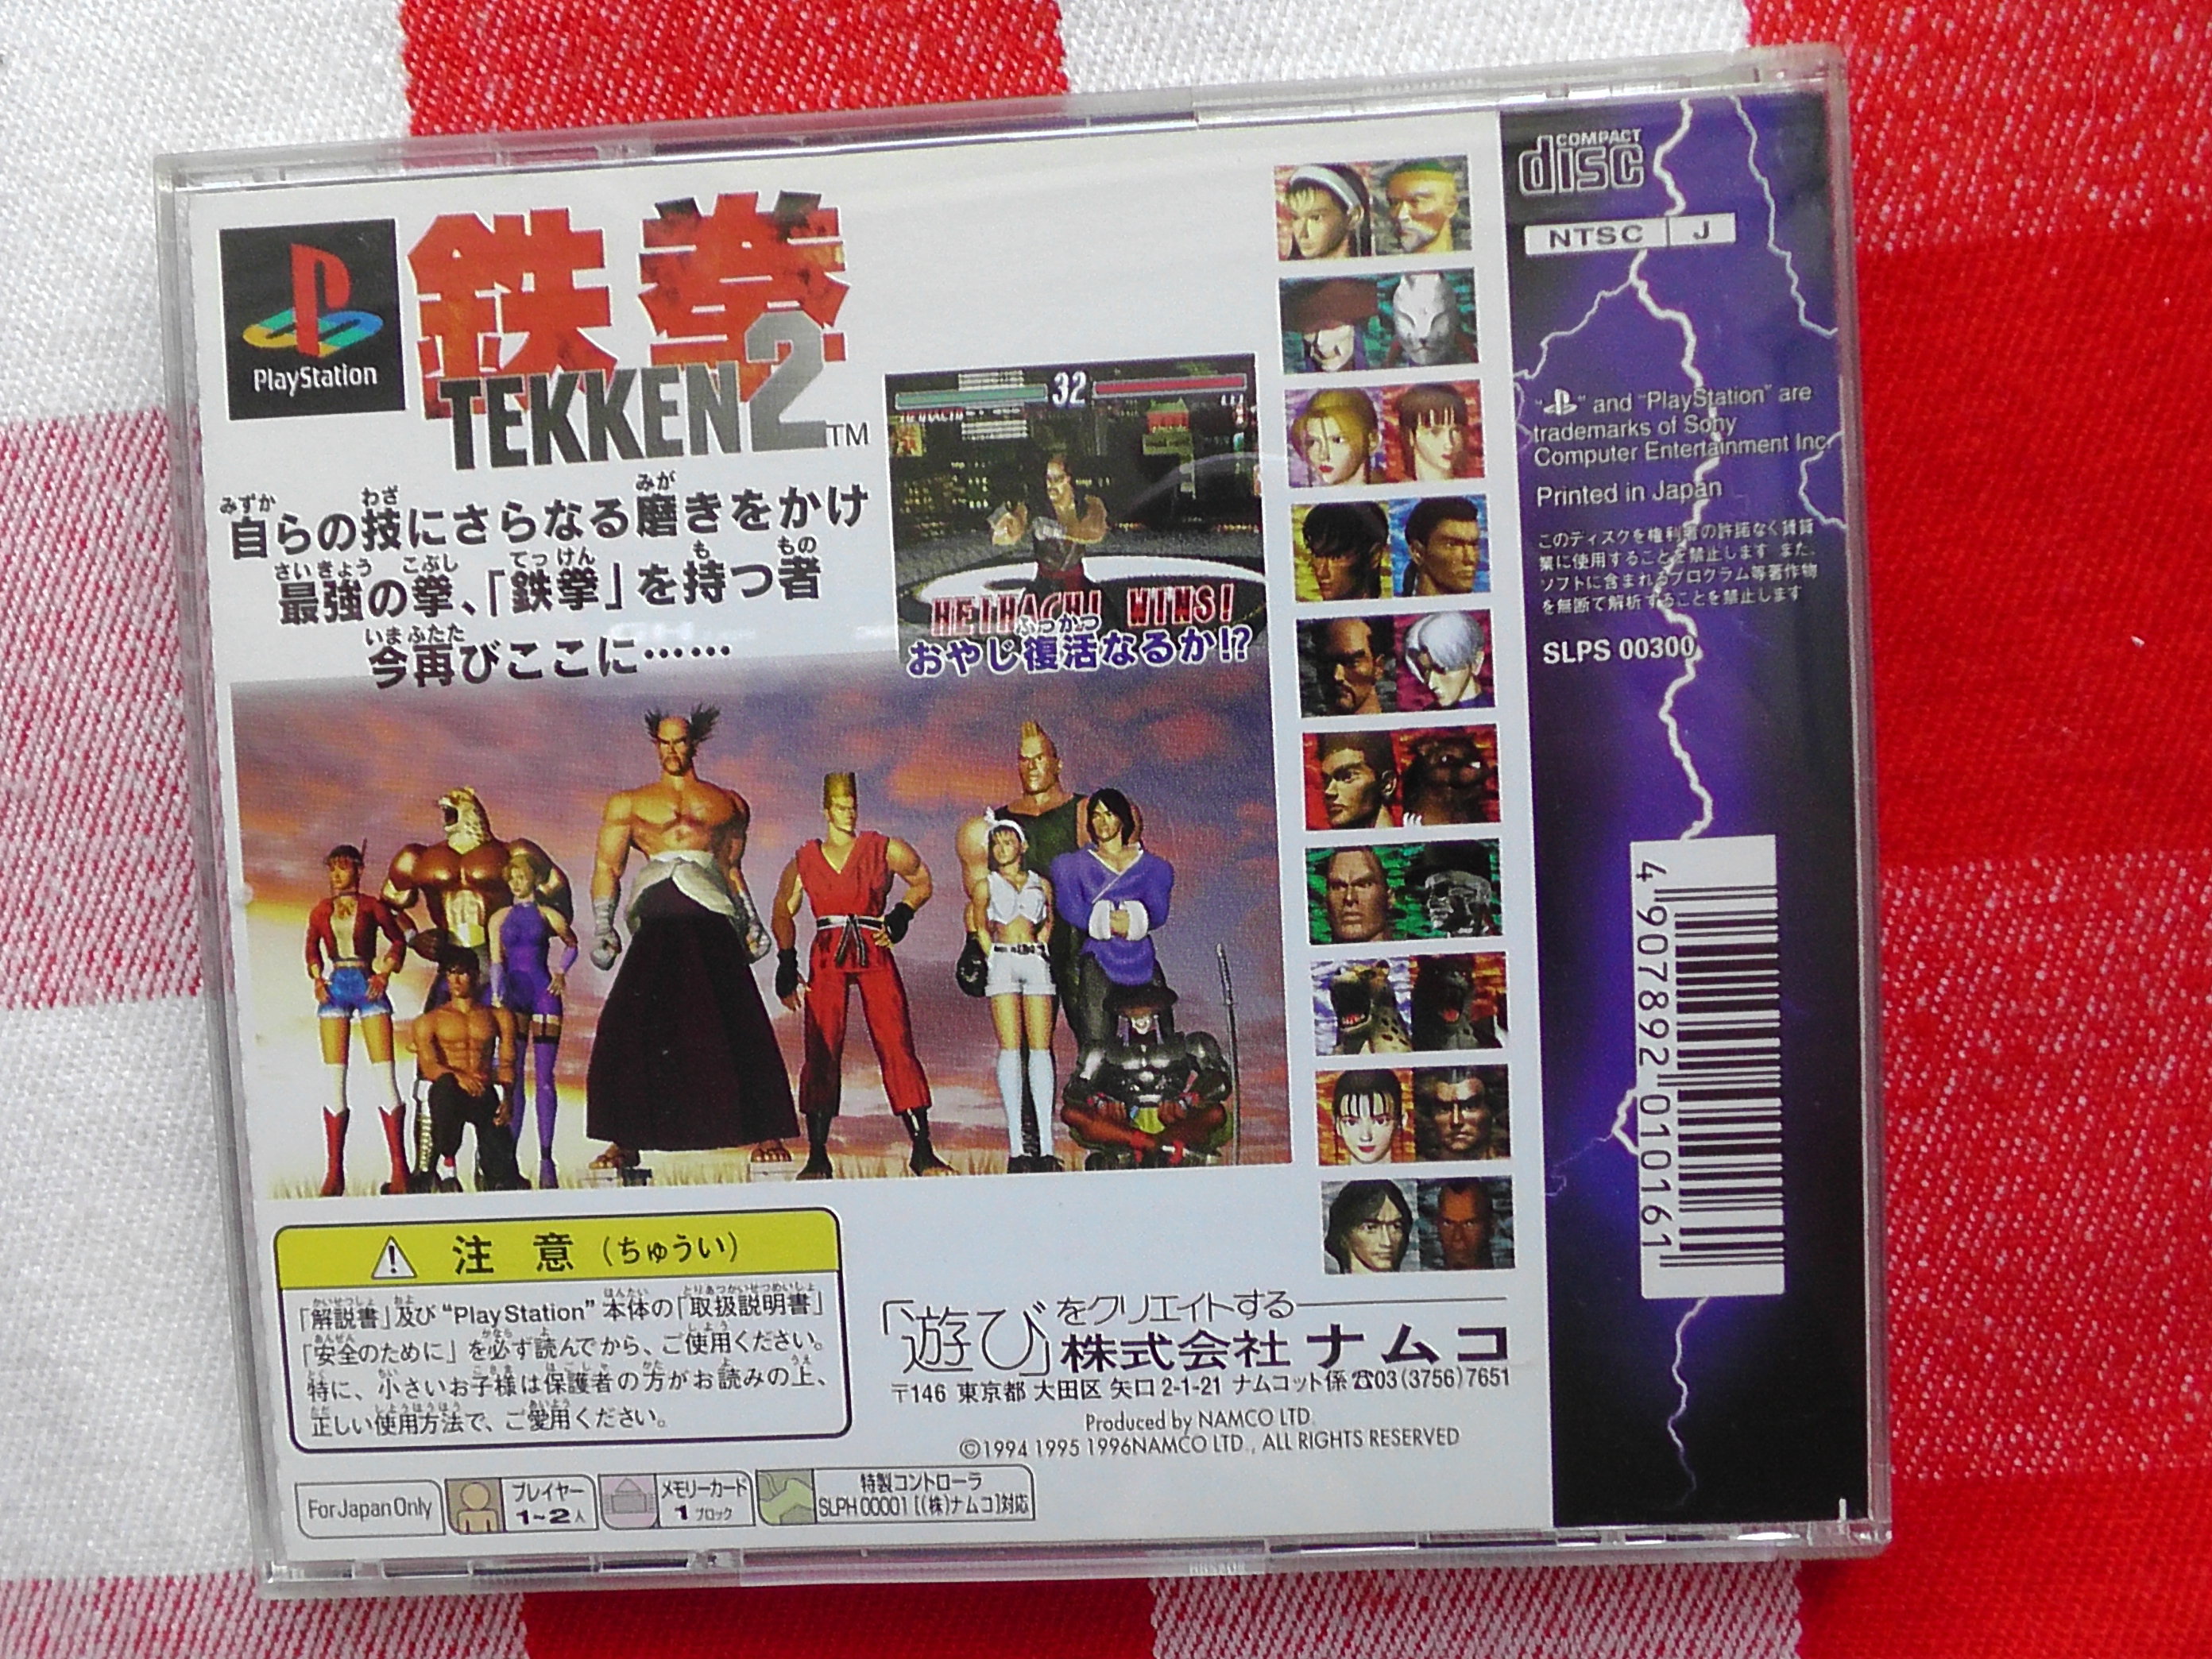 PlayStation
鉄拳
TEKKEN2™
自らの技にさらなる磨きをかけ
最強の拳、「鉄拳」を持つ者
今再びここに……
32
HEIHACHI WINS!
おやじ復活なるか!?
⚠ 注意 (ちゅうい)
「解説書」及び“PlayStation”本体の「取扱説明書」
「安全のために」を必ず読んでから、ご使用ください。
特に、小さいお子様は保護者の方がお読みの上、
正しい使用方法で、ご愛用ください。
「遊び」をクリエイトする
株式会社ナムコ
〒146 東京都 大田区 矢口 2-1-21 ナムコット係 ☎03(3756)7651
Produced by NAMCO LTD.
©1994 1995 1996NAMCO LTD., ALL RIGHTS RESERVED
For Japan Only
プレイヤー
1~2人
メモリーカード
1 ブロック
特製コントローラ
SLPH 00001 [(株)ナムコ]対応
COMPACT
disc
NTSC J
“ ” and “PlayStation” are
trademarks of Sony
Computer Entertainment Inc.
Printed in Japan
このディスクを権利者の許諾なく賃貸
業に使用することを禁止します また、
ソフトに含まれるプログラム等著作物
を無断で解析することを禁止します
SLPS 00300
4 907892 010161